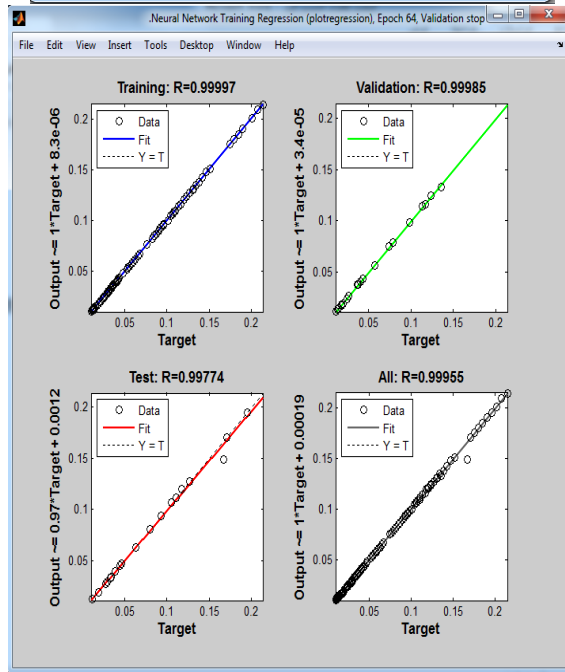 .Neural Network Training Regression (plotregression), Epoch 64, Validation stop
File Edit View Insert Tools Desktop Window Help
Training: R=0.99997
Output ~= 1*Target + 8.3e-06
0.2
0.15
0.1
0.05
Data
Fit
Y = T
0.05 0.1 0.15 0.2
Target
Validation: R=0.99985
Output ~= 1*Target + 3.4e-05
0.2
0.15
0.1
0.05
Data
Fit
Y = T
0.05 0.1 0.15 0.2
Target
Test: R=0.99774
Output ~= 0.97*Target + 0.0012
0.2
0.15
0.1
0.05
Data
Fit
Y = T
0.05 0.1 0.15 0.2
Target
All: R=0.99955
Output ~= 1*Target + 0.00019
0.2
0.15
0.1
0.05
Data
Fit
Y = T
0.05 0.1 0.15 0.2
Target